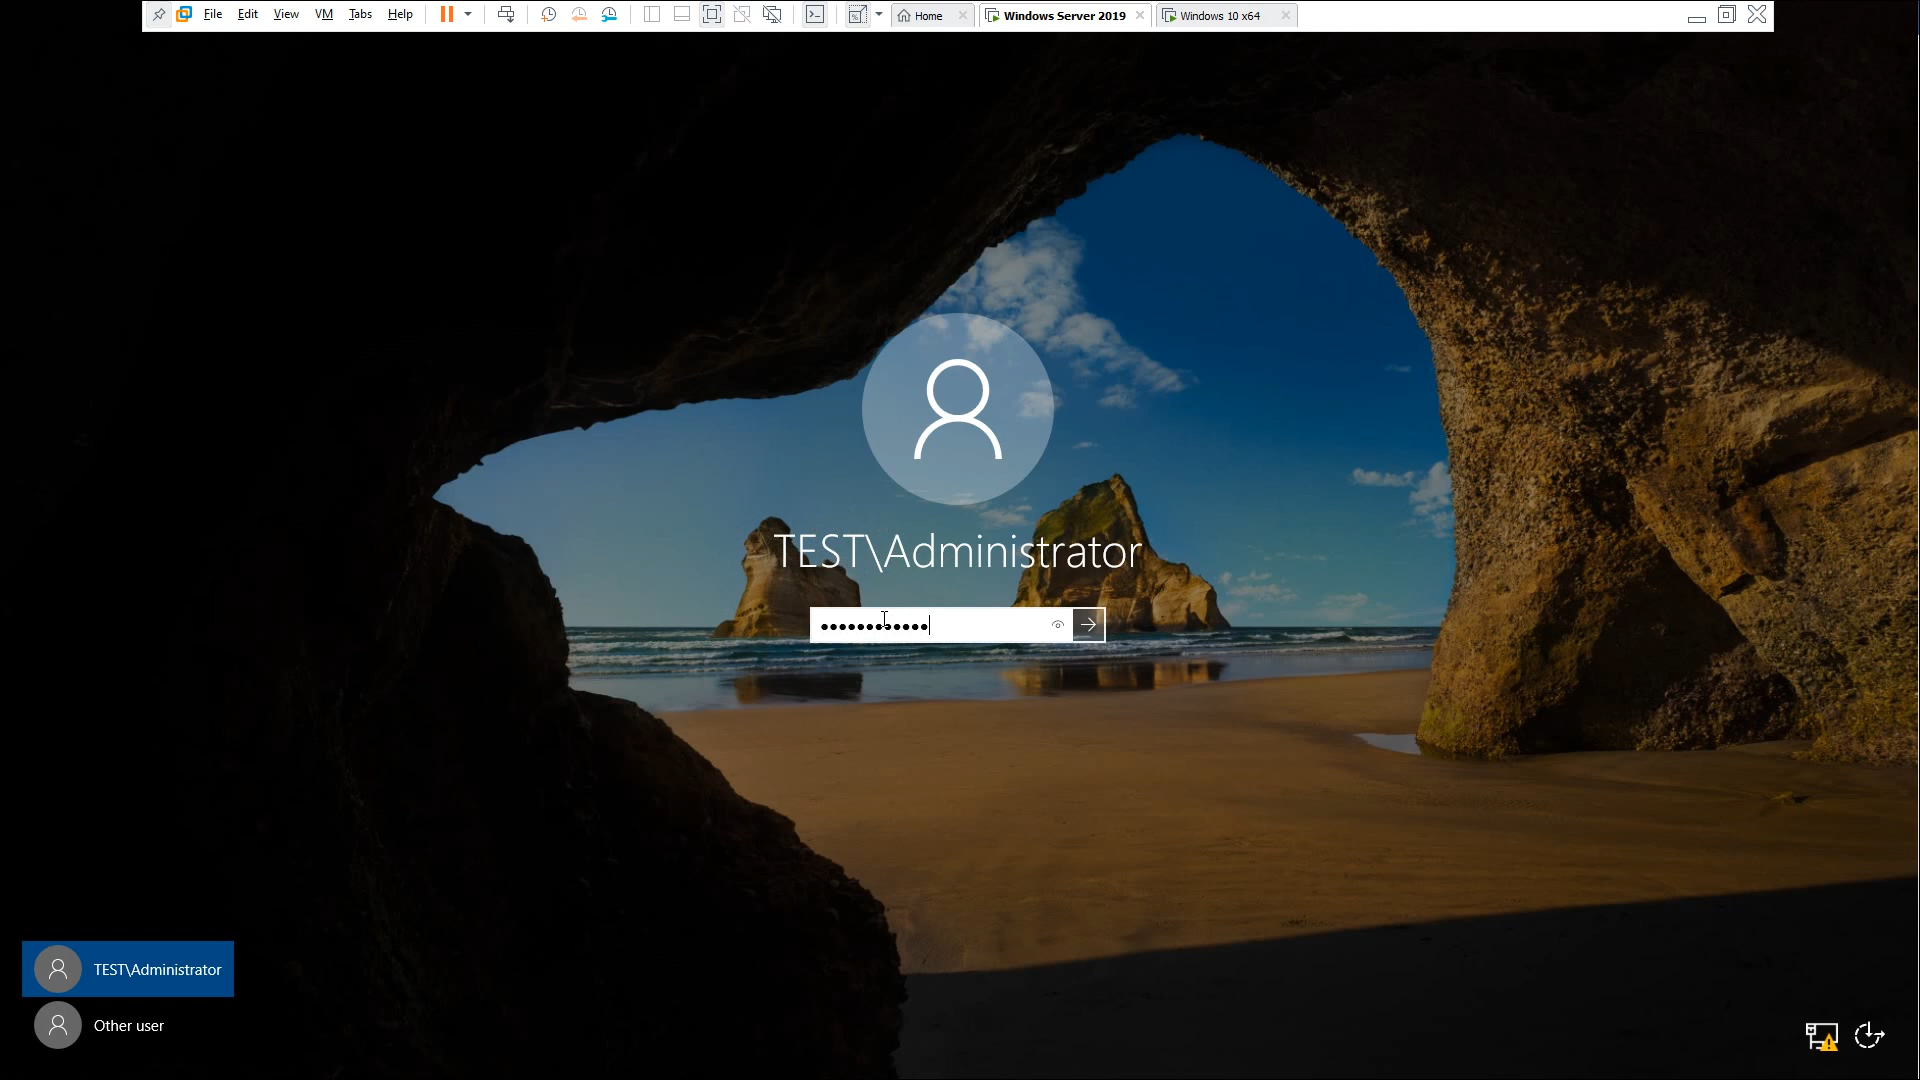 File Edit View VM Tabs Help Home Windows Server 2019 Windows 10 x64
TEST\Administrator
TEST\Administrator
Other user